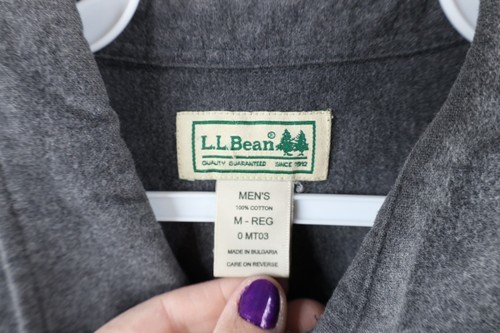 L.L.Bean®
QUALITY GUARANTEED SINCE 1912
MEN'S
100% COTTON
M - REG
0 MT03
MADE IN BULGARIA
CARE ON REVERSE